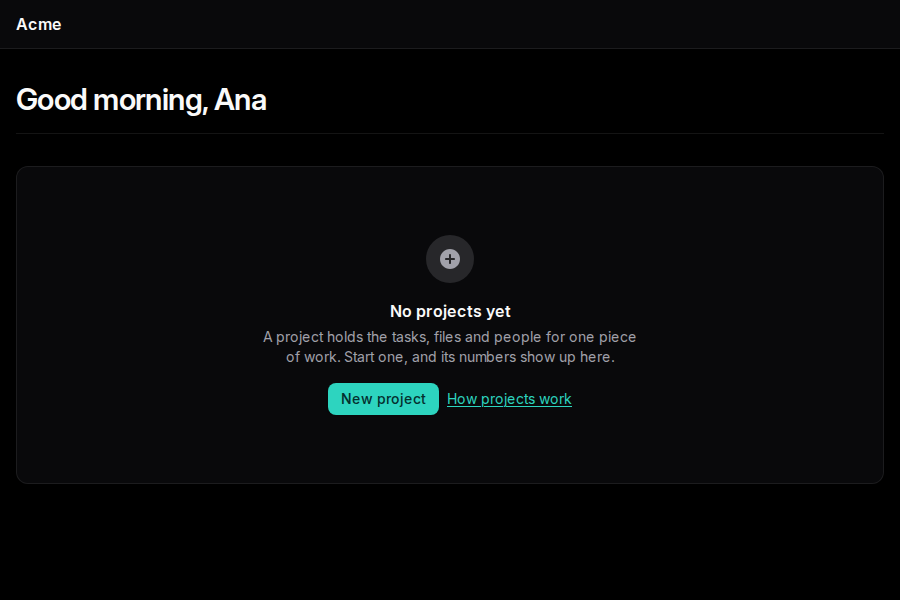 Acme
Good morning, Ana
No projects yet
A project holds the tasks, files and people for one piece
of work. Start one, and its numbers show up here.
New project
How projects work